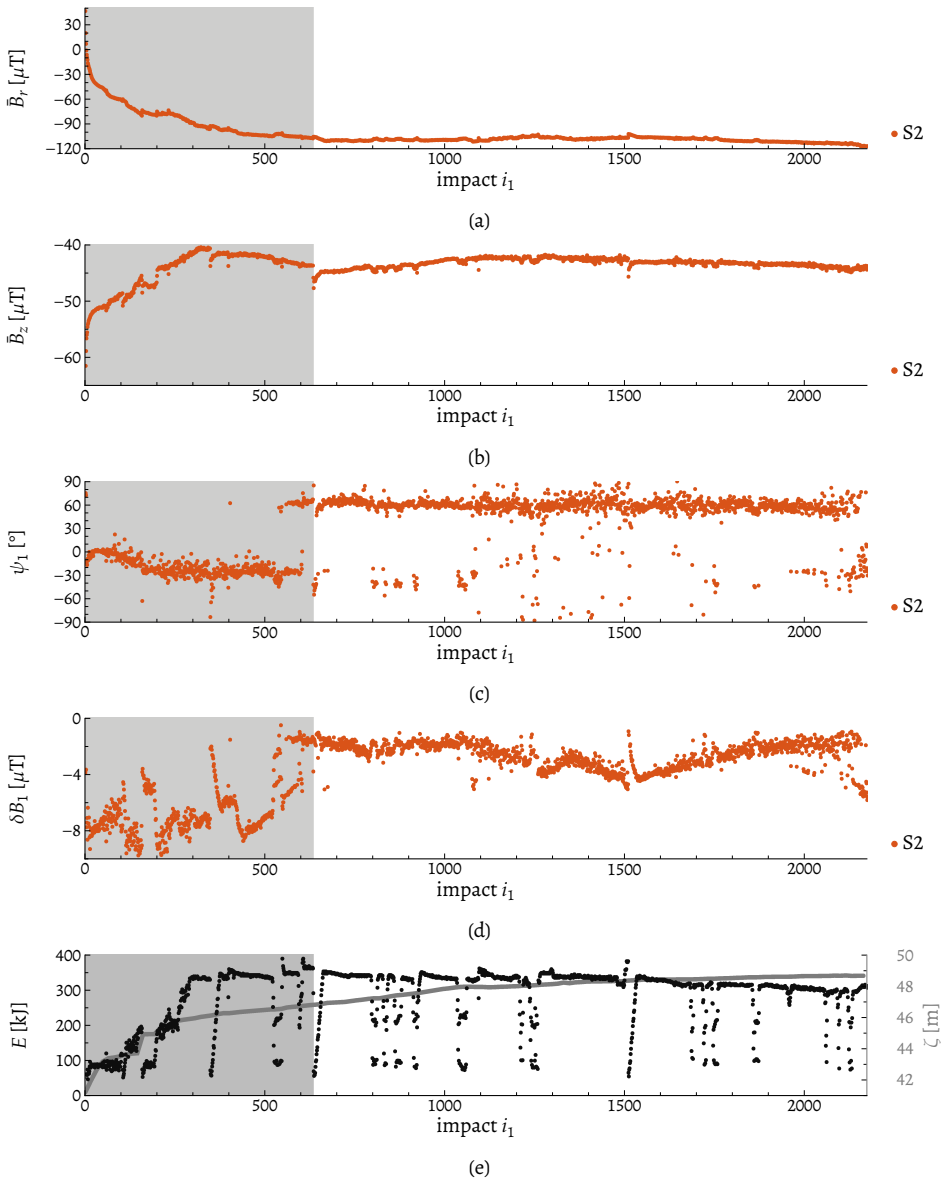 30
0
−30
−60
−90
−120
B̄r [µT]
0
500
1000
1500
2000
impact i1
S2
(a)
−40
−50
−60
B̄z [µT]
0
500
1000
1500
2000
impact i1
S2
(b)
90
60
30
0
−30
−60
−90
ψ1 [°]
0
500
1000
1500
2000
impact i1
S2
(c)
0
−4
−8
δB1 [µT]
0
500
1000
1500
2000
impact i1
S2
(d)
400
300
200
100
0
E [kJ]
50
48
46
44
42
ζ [m]
0
500
1000
1500
2000
impact i1
(e)